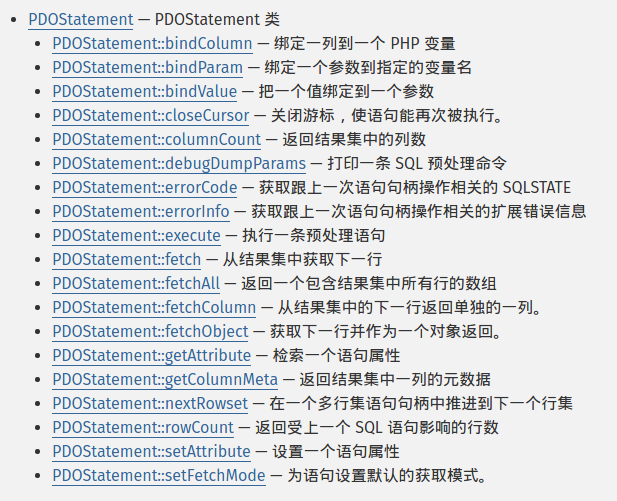 PDOStatement — PDOStatement 类
PDOStatement::bindColumn — 绑定一列到一个 PHP 变量
PDOStatement::bindParam — 绑定一个参数到指定的变量名
PDOStatement::bindValue — 把一个值绑定到一个参数
PDOStatement::closeCursor — 关闭游标，使语句能再次被执行。
PDOStatement::columnCount — 返回结果集中的列数
PDOStatement::debugDumpParams — 打印一条 SQL 预处理命令
PDOStatement::errorCode — 获取跟上一次语句句柄操作相关的 SQLSTATE
PDOStatement::errorInfo — 获取跟上一次语句句柄操作相关的扩展错误信息
PDOStatement::execute — 执行一条预处理语句
PDOStatement::fetch — 从结果集中获取下一行
PDOStatement::fetchAll — 返回一个包含结果集中所有行的数组
PDOStatement::fetchColumn — 从结果集中的下一行返回单独的一列。
PDOStatement::fetchObject — 获取下一行并作为一个对象返回。
PDOStatement::getAttribute — 检索一个语句属性
PDOStatement::getColumnMeta — 返回结果集中一列的元数据
PDOStatement::nextRowset — 在一个多行集语句句柄中推进到下一个行集
PDOStatement::rowCount — 返回受上一个 SQL 语句影响的行数
PDOStatement::setAttribute — 设置一个语句属性
PDOStatement::setFetchMode — 为语句设置默认的获取模式。